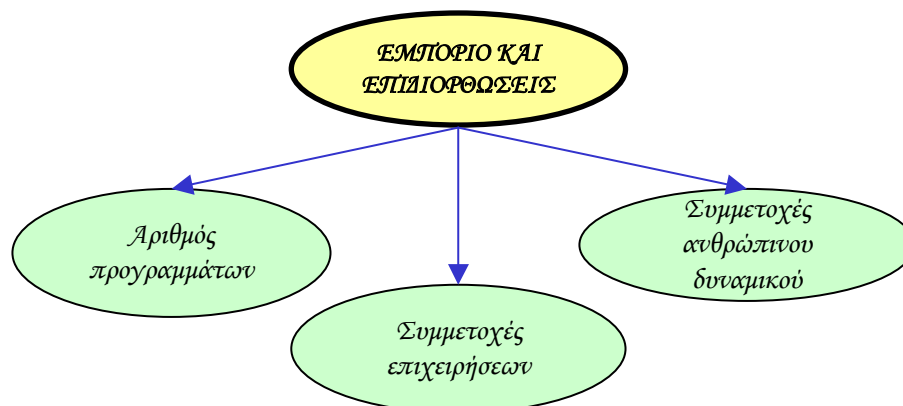 ΕΜΠΟΡΙΟ ΚΑΙ
ΕΠΙΔΙΟΡΘΩΣΕΙΣ
Αριθμός
προγραμμάτων
Συμμετοχές
επιχειρήσεων
Συμμετοχές
ανθρώπινου
δυναμικού